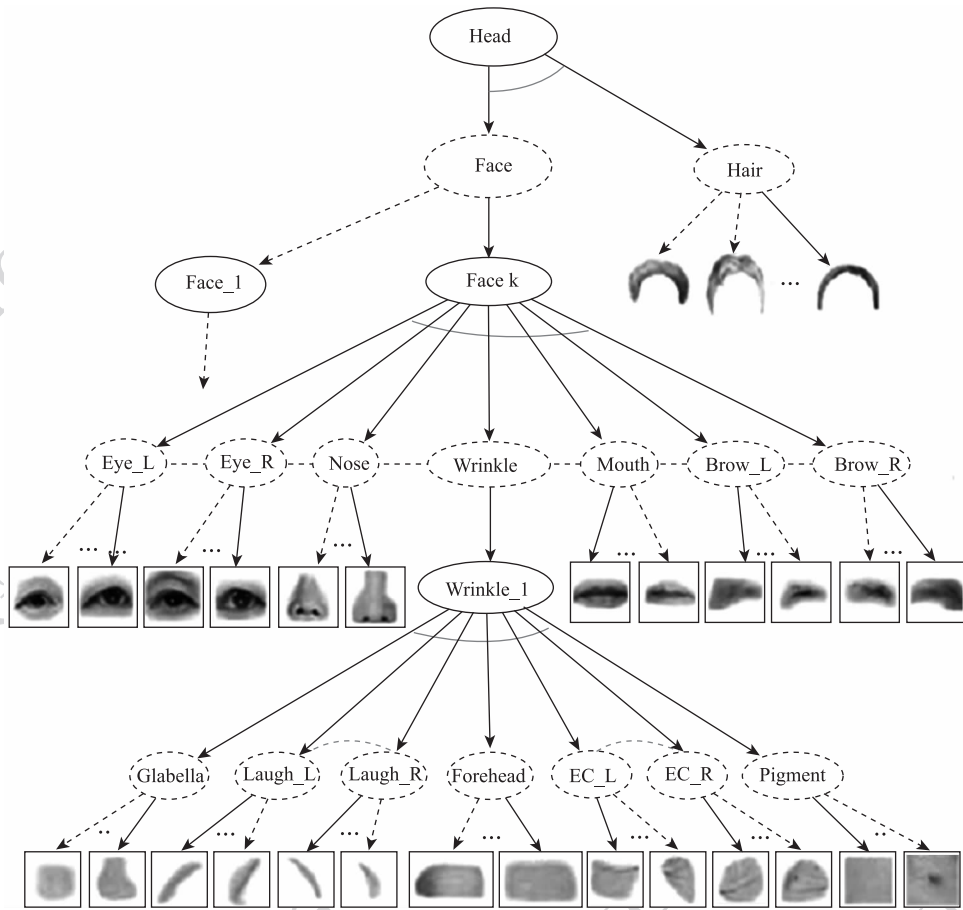 Head
Face
Hair
Face_1
Face k
...
Eye_L
Eye_R
Nose
Wrinkle
Mouth
Brow_L
Brow_R
... ...
...
...
...
...
...
Wrinkle_1
Glabella
Laugh_L
Laugh_R
Forehead
EC_L
EC_R
Pigment
..
...
...
...
....
....
..